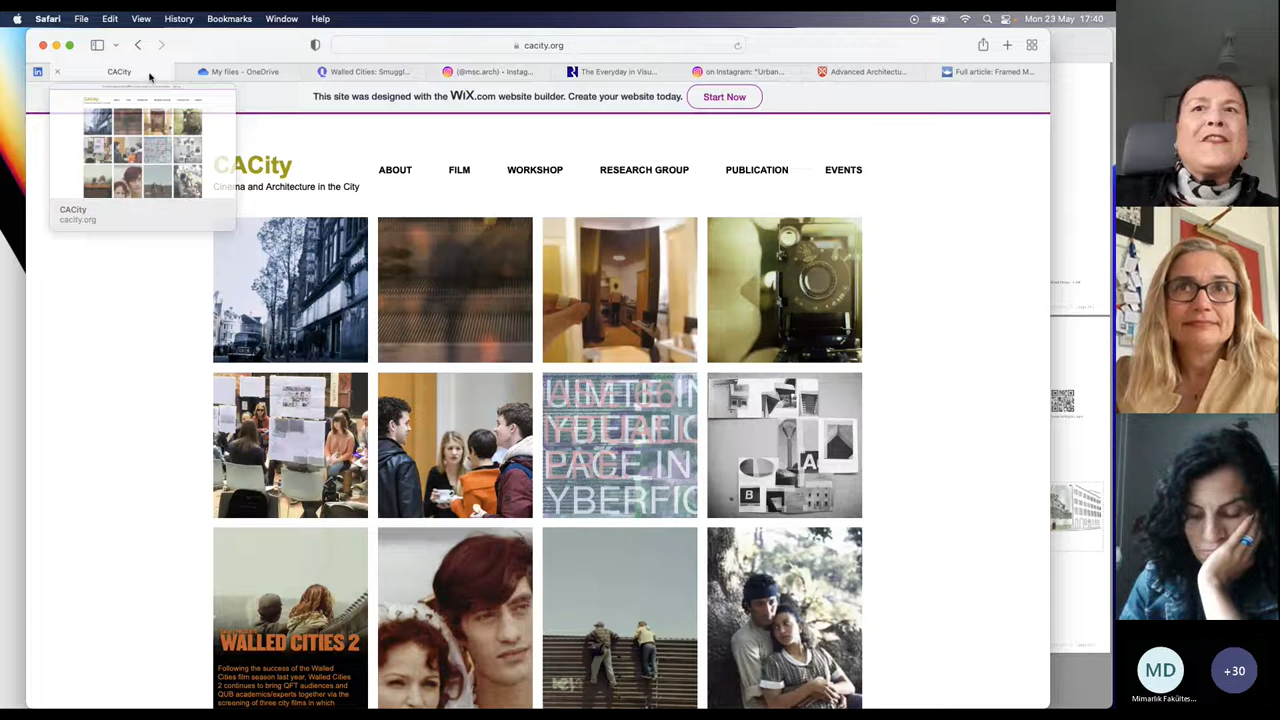 Safari File Edit View History Bookmarks Window Help
Mon 23 May 17:40
cacity.org
CACity
My files - OneDrive
Walled Cities: Smuggl...
(@msc.arch) • Instag...
The Everyday in Visu...
on Instagram: "Urban...
Advanced Architectu...
Full article: Framed M...
This site was designed with the WiX.com website builder. Create your website today.
Start Now
CACity
cacity.org
CACity
Cinema and Architecture in the City
ABOUT
FILM
WORKSHOP
RESEARCH GROUP
PUBLICATION
EVENTS
PACE IN
YBERFIC
A
B
WALLED CITIES 2
Following the success of the Walled
Cities film season last year, Walled Cities
2 continues to bring QFT audiences and
QUB academics/experts together via the
screening of three city films in which
MD
Mimarlık Fakültes...
+30